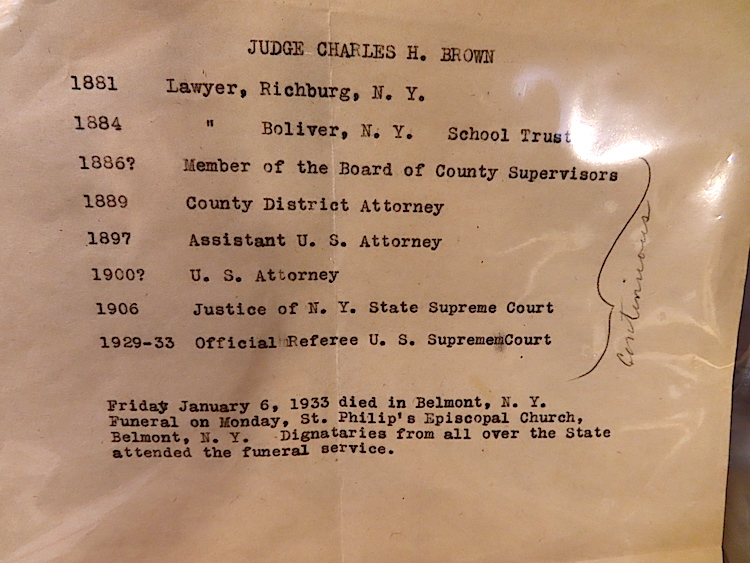 JUDGE CHARLES H. BROWN
1881 Lawyer, Richburg, N. Y.
1884 " Boliver, N. Y. School Trust
1886? Member of the Board of County Supervisors
1889 County District Attorney
1897 Assistant U. S. Attorney
1900? U. S. Attorney
1906 Justice of N. Y. State Supreme Court
1929-33 Official Referee U. S. SuprememCourt
continuous
Friday January 6, 1933 died in Belmont, N. Y.
Funeral on Monday, St. Philip's Episcopal Church,
Belmont, N. Y. Dignataries from all over the State
attended the funeral service.